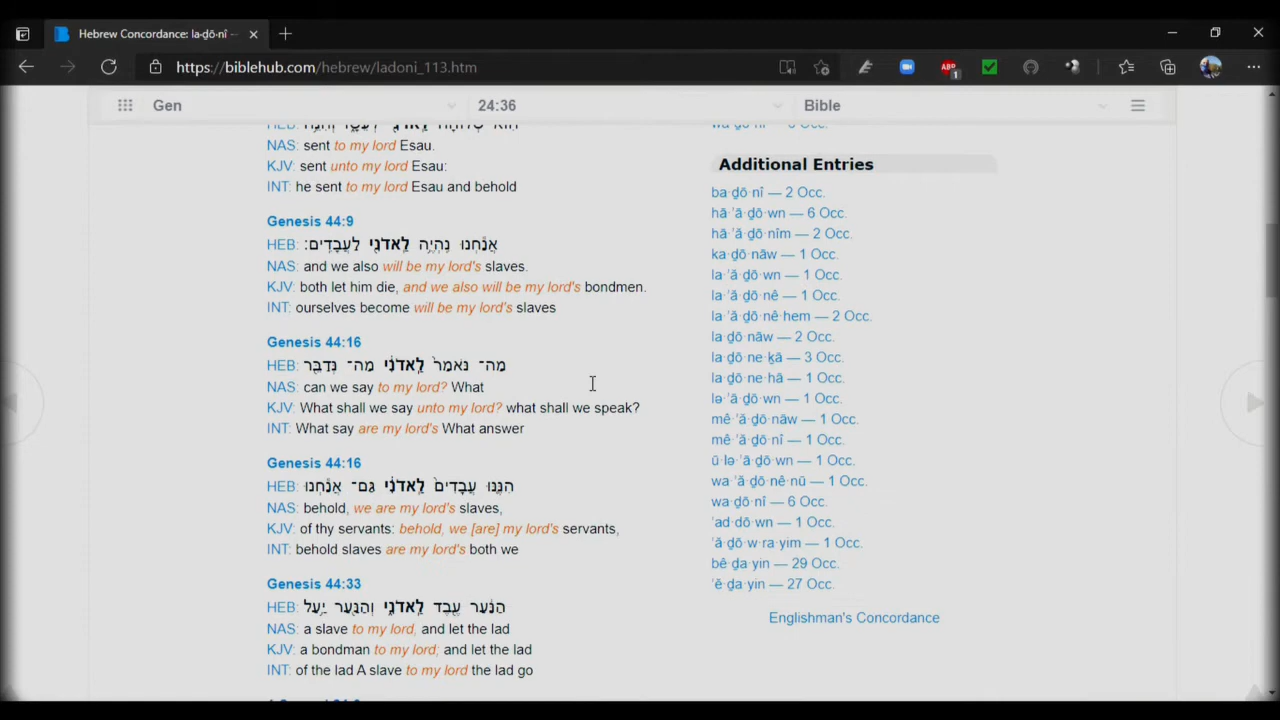 Hebrew Concordance: la·ḏō·nî --
https://biblehub.com/hebrew/ladoni_113.htm
ABP
1
Gen
24:36
Bible
NAS: sent to my lord Esau.
KJV: sent unto my lord Esau:
INT: he sent to my lord Esau and behold
Genesis 44:9
HEB: אֲנַ֕חְנוּ נִֽהְיֶ֥ה לַֽאדֹנִ֖י לַעֲבָדִֽים׃
NAS: and we also will be my lord's slaves.
KJV: both let him die, and we also will be my lord's bondmen.
INT: ourselves become will be my lord's slaves
Genesis 44:16
HEB: מַה־ נֹּאמַר֙ לַֽאדֹנִ֔י מַה־ נְּדַבֵּ֖ר
NAS: can we say to my lord? What
KJV: What shall we say unto my lord? what shall we speak?
INT: What say are my lord's What answer
Genesis 44:16
HEB: הִנֶּנּ֤וּ עֲבָדִים֙ לַֽאדֹנִ֔י גַּם־ אֲנַ֕חְנוּ
NAS: behold, we are my lord's slaves,
KJV: of thy servants: behold, we [are] my lord's servants,
INT: behold slaves are my lord's both we
Genesis 44:33
HEB: הַנַּ֔עַר עֶ֖בֶד לַֽאדֹנִ֑י וְהַנַּ֖עַר יַ֥עַל
NAS: a slave to my lord, and let the lad
KJV: a bondman to my lord; and let the lad
INT: of the lad A slave to my lord the lad go
Additional Entries
ba·ḏō·nî — 2 Occ.
hā·’ā·ḏō·wn — 6 Occ.
hā·’ă·ḏō·nîm — 2 Occ.
ka·ḏō·nāw — 1 Occ.
la·’ă·ḏō·wn — 1 Occ.
la·’ă·ḏō·nê — 1 Occ.
la·’ă·ḏō·nê·hem — 2 Occ.
la·ḏō·nāw — 2 Occ.
la·ḏō·ne·ḵā — 3 Occ.
la·ḏō·ne·hā — 1 Occ.
lə·’ā·ḏō·wn — 1 Occ.
mê·’ă·ḏō·nāw — 1 Occ.
mê·’ă·ḏō·nî — 1 Occ.
ū·lə·’ā·ḏō·wn — 1 Occ.
wa·’ă·ḏō·nê·nū — 1 Occ.
wa·ḏō·nî — 6 Occ.
’ad·dō·wn — 1 Occ.
’ă·ḏō·w·ra·yim — 1 Occ.
bê·ḏa·yin — 29 Occ.
’ĕ·ḏa·yin — 27 Occ.
Englishman's Concordance